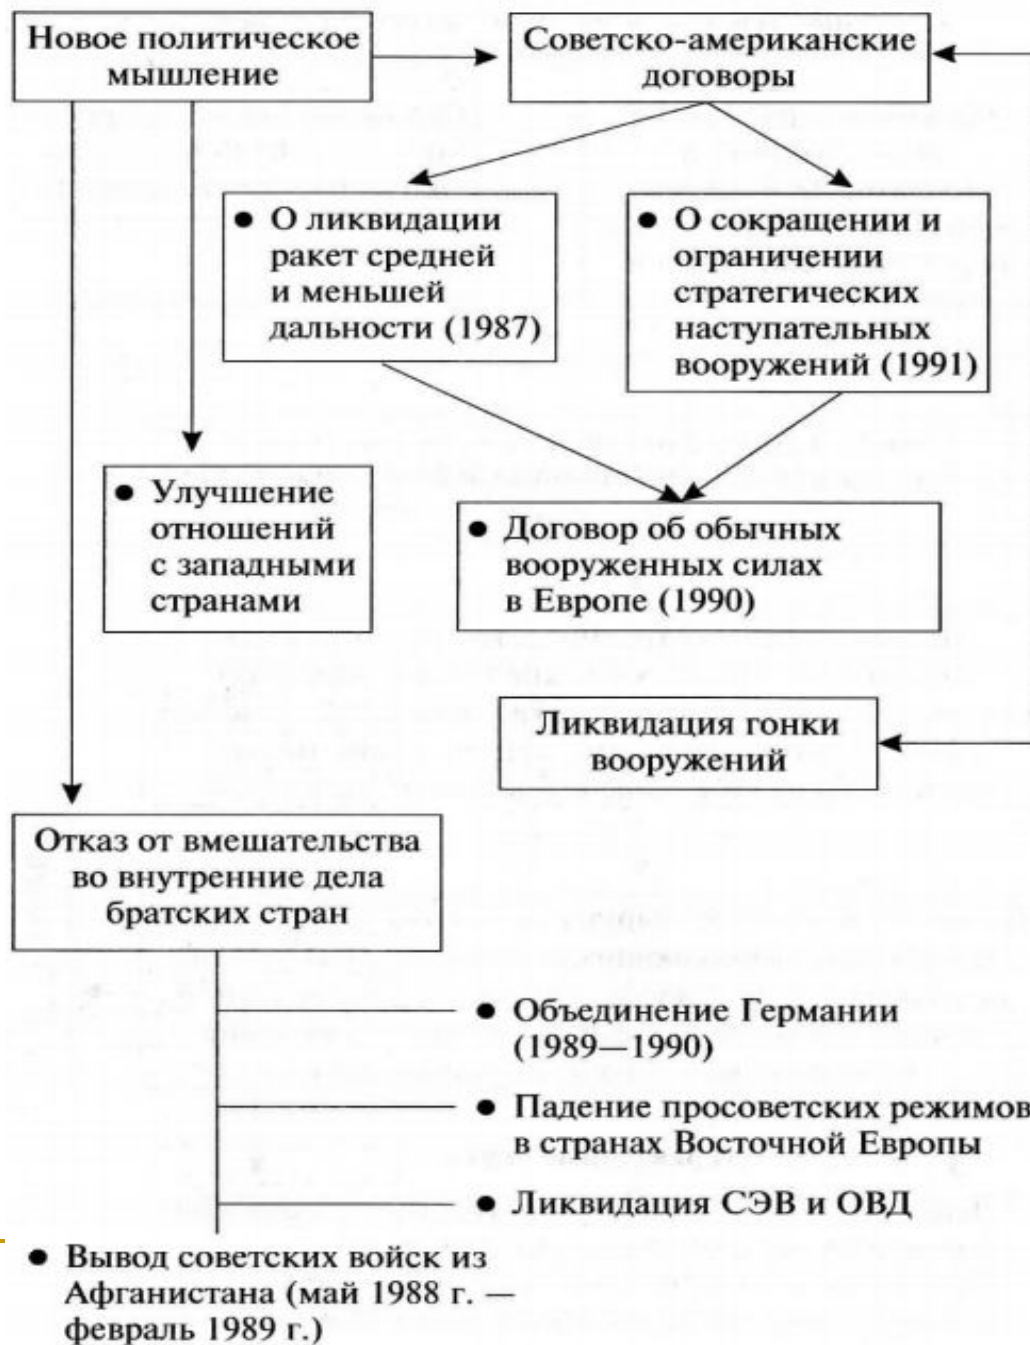 Новое политическое
мышление
Советско-американские
договоры
● О ликвидации
ракет средней
и меньшей
дальности (1987)
● О сокращении и
ограничении
стратегических
наступательных
вооружений (1991)
● Улучшение
отношений
с западными
странами
● Договор об обычных
вооруженных силах
в Европе (1990)
Ликвидация гонки
вооружений
Отказ от вмешательства
во внутренние дела
братских стран
● Объединение Германии
(1989—1990)
● Падение просоветских режимов
в странах Восточной Европы
● Ликвидация СЭВ и ОВД
● Вывод советских войск из
Афганистана (май 1988 г. —
февраль 1989 г.)